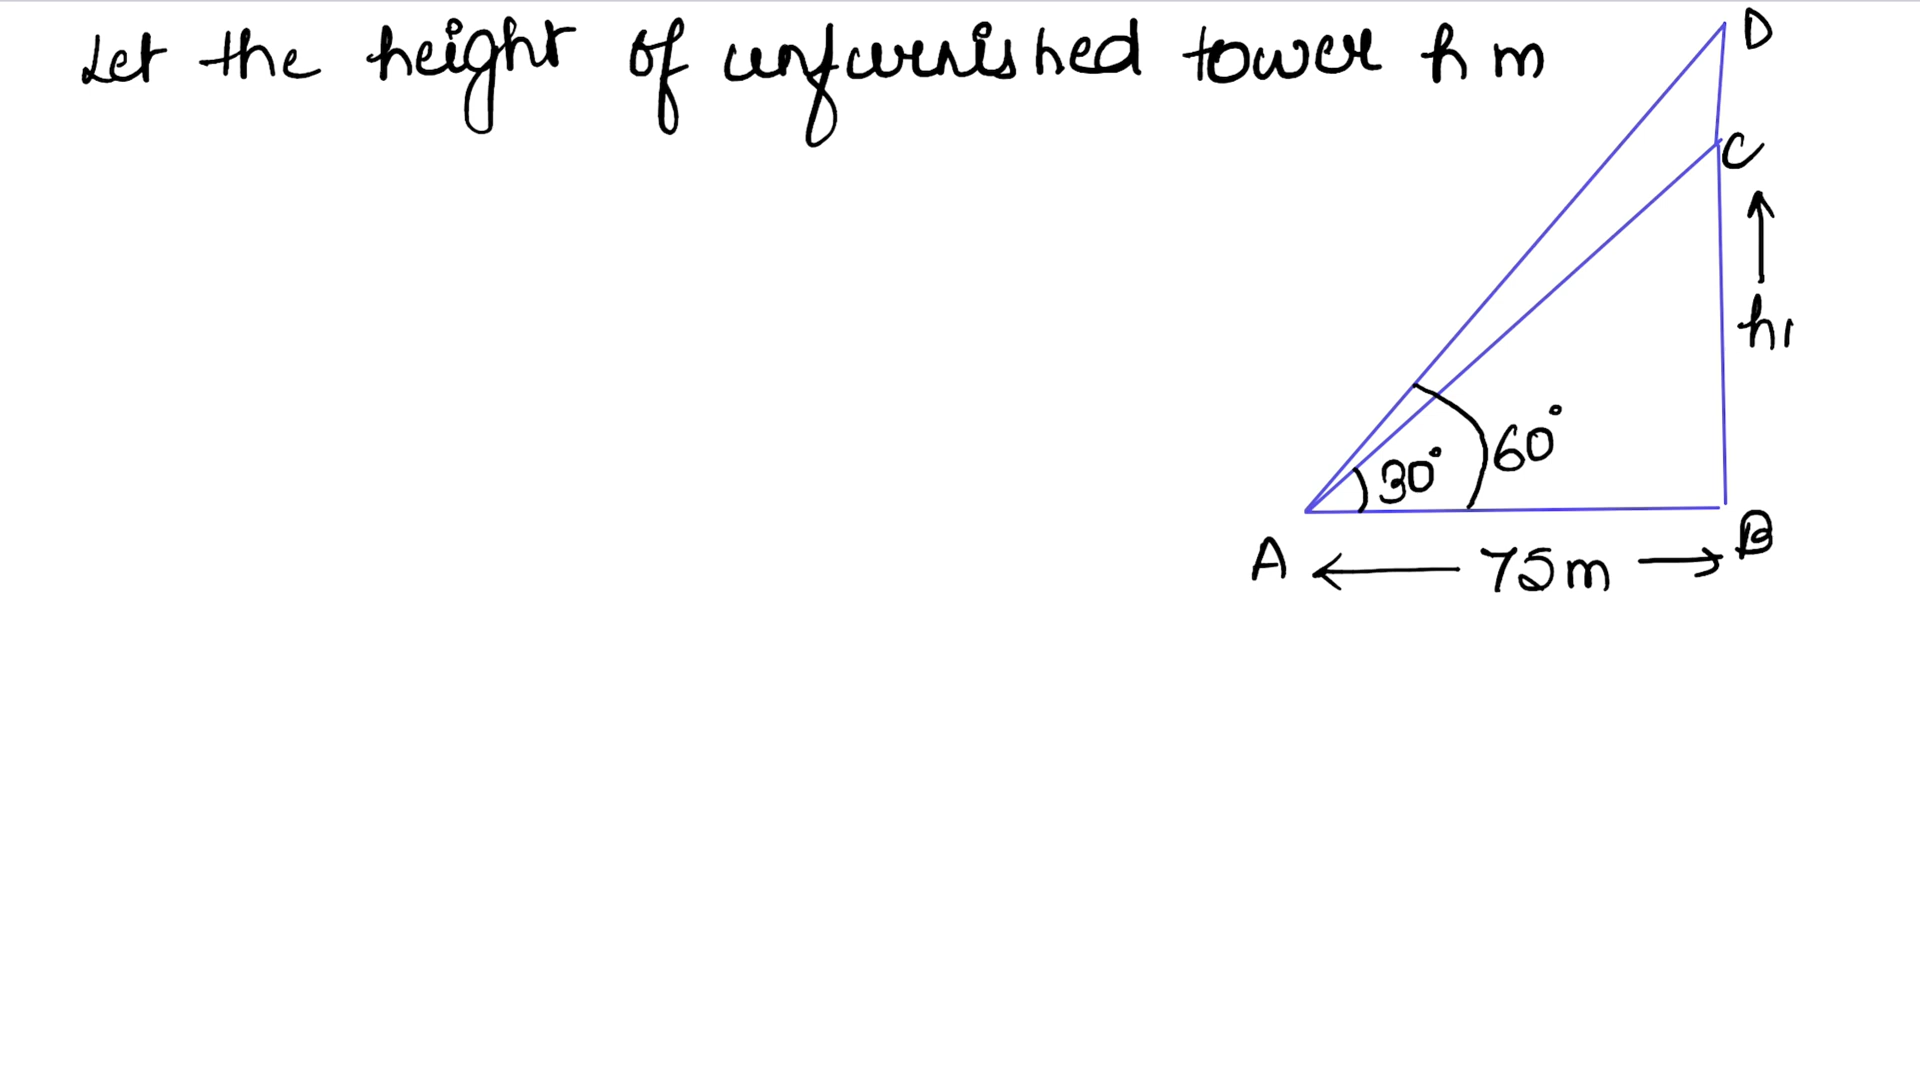 Let the height of unfurnished tower h m
D
C
h1
60°
30°
A
75m
B